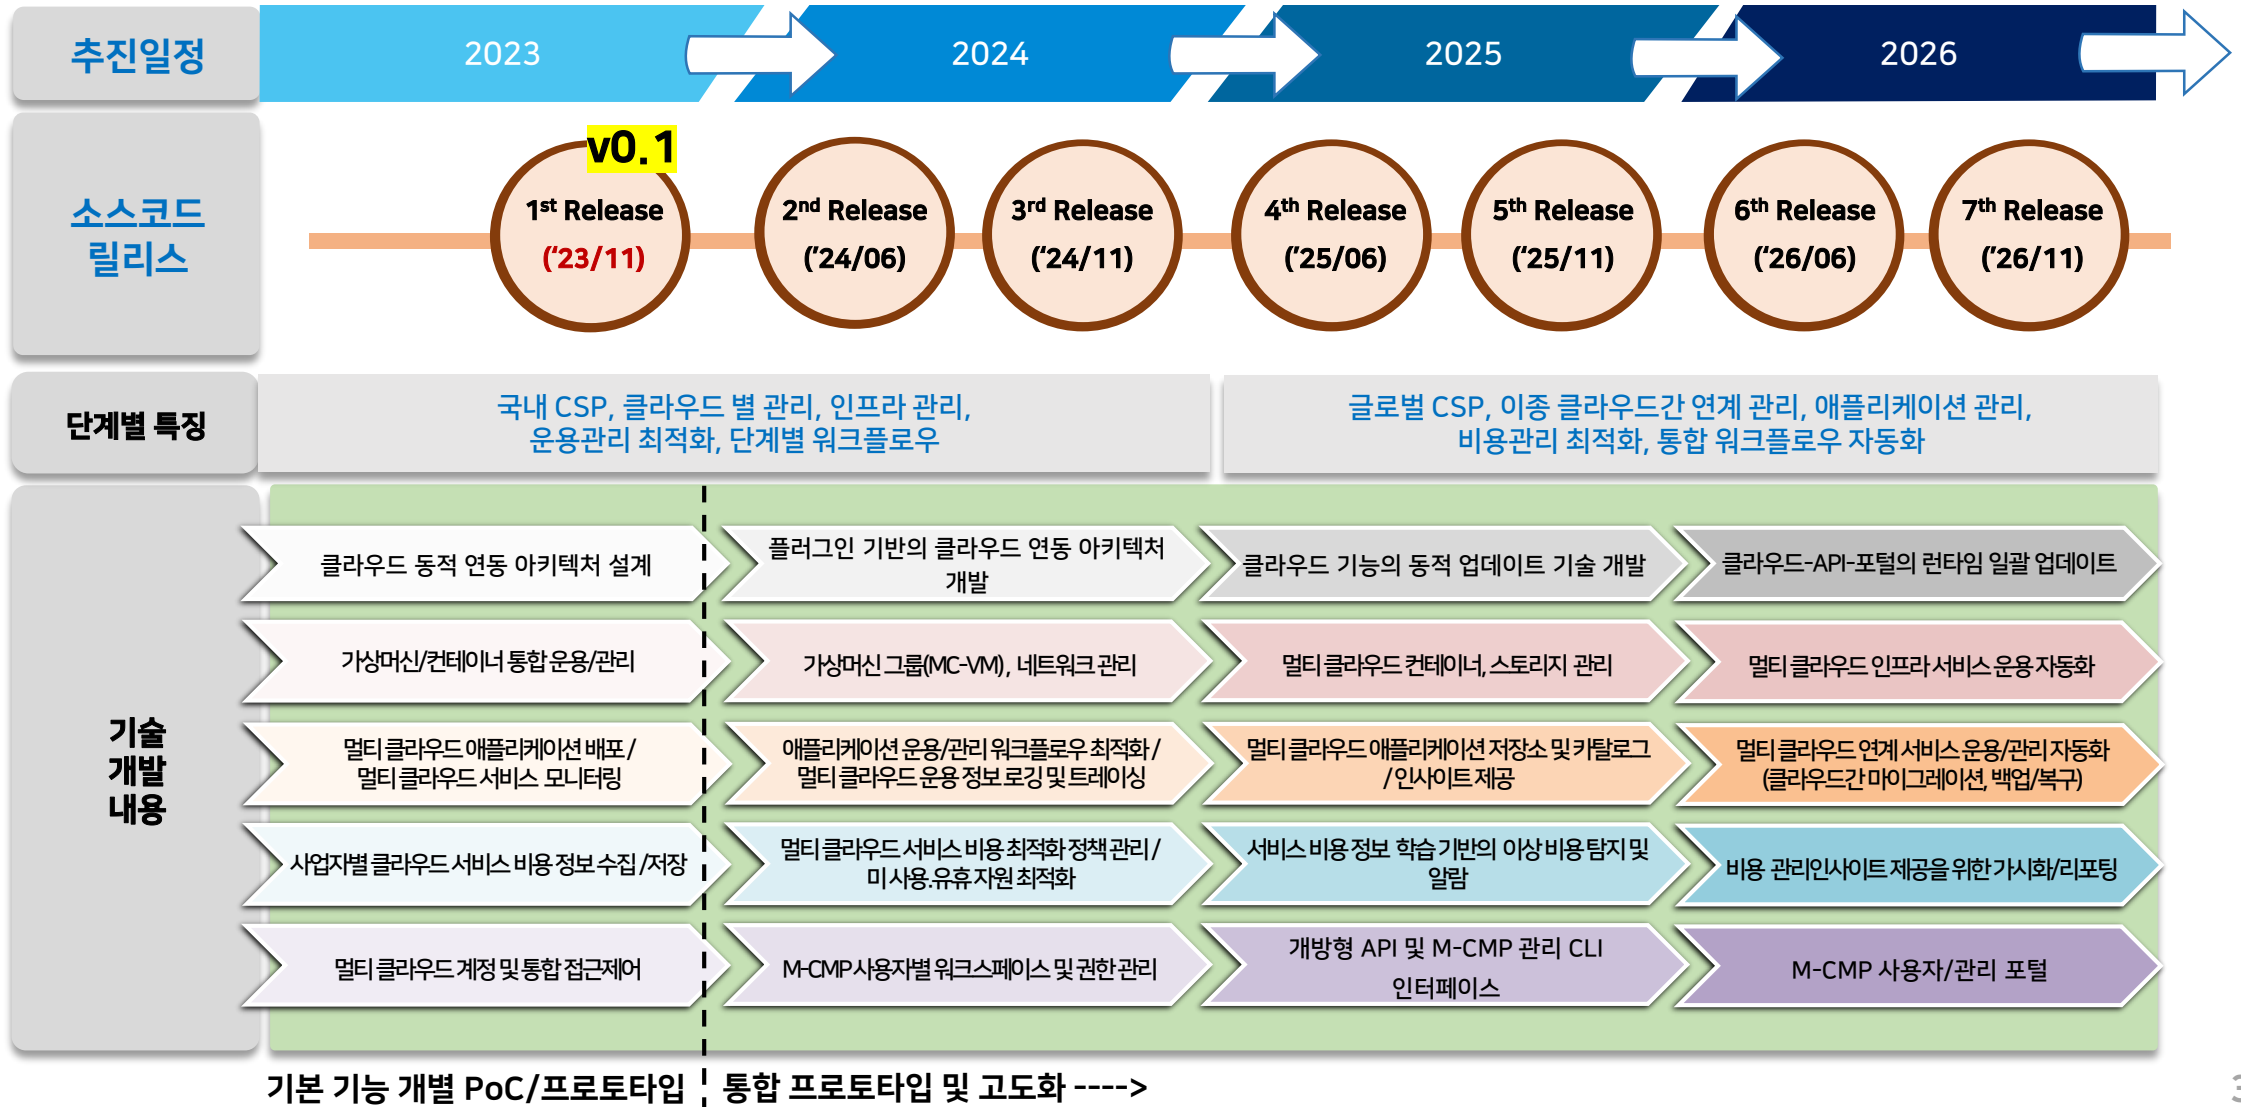 추진일정
2023
2024
2025
2026
소스코드
릴리스
v0.1
1st Release
(‘23/11)
2nd Release
(’24/06)
3rd Release
(‘24/11)
4th Release
(’25/06)
5th Release
(‘25/11)
6th Release
(‘26/06)
7th Release
(’26/11)
단계별 특징
국내 CSP, 클라우드 별 관리, 인프라 관리,
운용관리 최적화, 단계별 워크플로우
글로벌 CSP, 이종 클라우드간 연계 관리, 애플리케이션 관리,
비용관리 최적화, 통합 워크플로우 자동화
기술
개발
내용
클라우드 동적 연동 아키텍처 설계
플러그인 기반의 클라우드 연동 아키텍처
개발
클라우드 기능의 동적 업데이트 기술 개발
클라우드-API-포털의 런타임 일괄 업데이트
가상머신/컨테이너 통합 운용/관리
가상머신 그룹(MC-VM) , 네트워크 관리
멀티 클라우드 컨테이너, 스토리지 관리
멀티 클라우드 인프라 서비스 운용 자동화
멀티 클라우드 애플리케이션 배포 /
멀티 클라우드 서비스 모니터링
애플리케이션 운용/관리 워크플로우 최적화 /
멀티 클라우드 운용 정보 로깅 및 트레이싱
멀티 클라우드 애플리케이션 저장소 및 카탈로그
/ 인사이트 제공
멀티 클라우드 연계 서비스 운용/관리 자동화
(클라우드간 마이그레이션, 백업/복구)
사업자별 클라우드 서비스 비용 정보 수집 /저장
멀티 클라우드 서비스 비용 최적화 정책 관리 /
미 사용.유휴 자원 최적화
서비스 비용 정보 학습 기반의 이상 비용 탐지 및
알람
비용 관리인사이트 제공을 위한 가시화/리포팅
멀티 클라우드 계정 및 통합 접근제어
M-CMP 사용자별 워크스페이스 및 권한 관리
개방형 API 및 M-CMP 관리 CLI
인터페이스
M-CMP 사용자/관리 포털
기본 기능 개별 PoC/프로토타입
통합 프로토타입 및 고도화 ---->